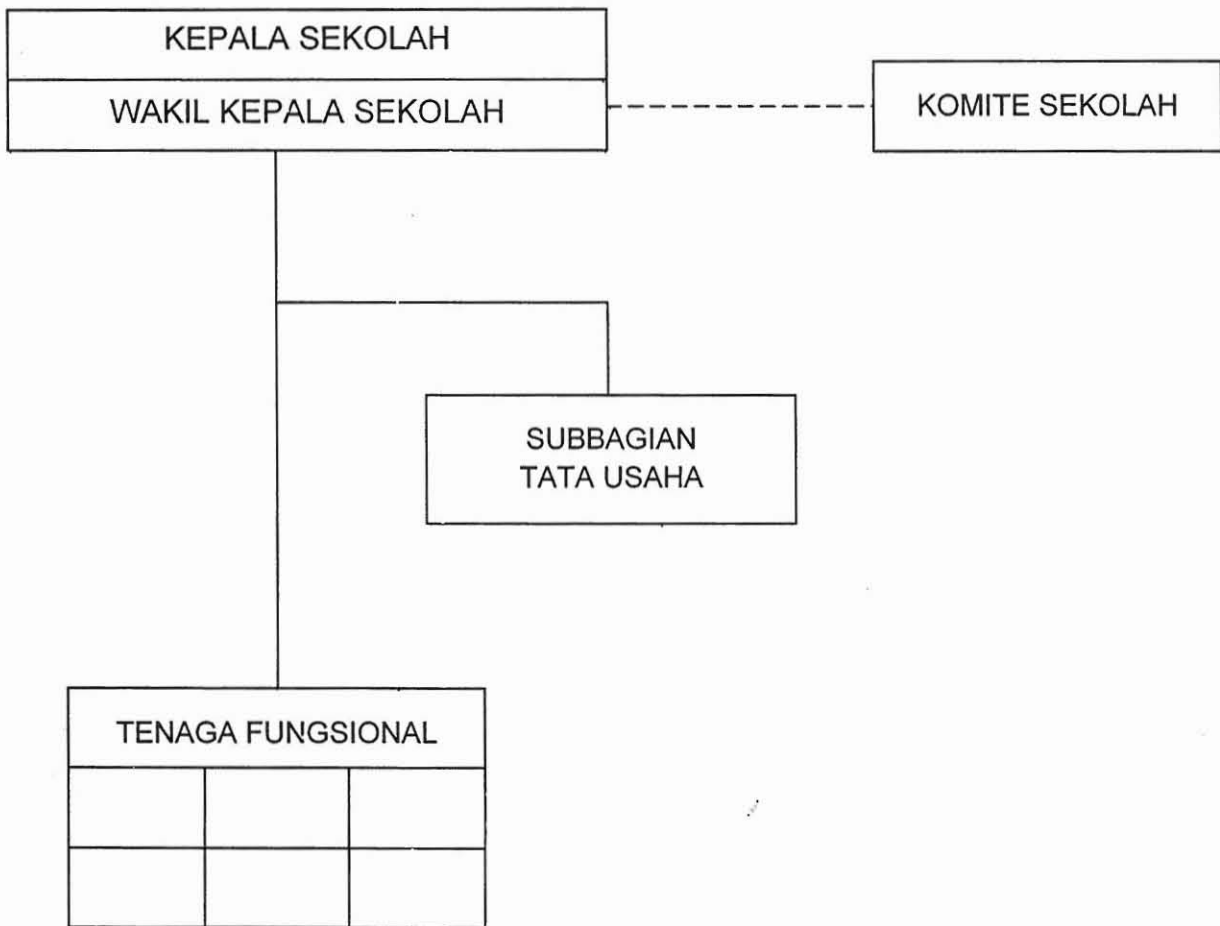 KEPALA SEKOLAH
WAKIL KEPALA SEKOLAH
KOMITE SEKOLAH
SUBBAGIAN
TATA USAHA
TENAGA FUNGSIONAL